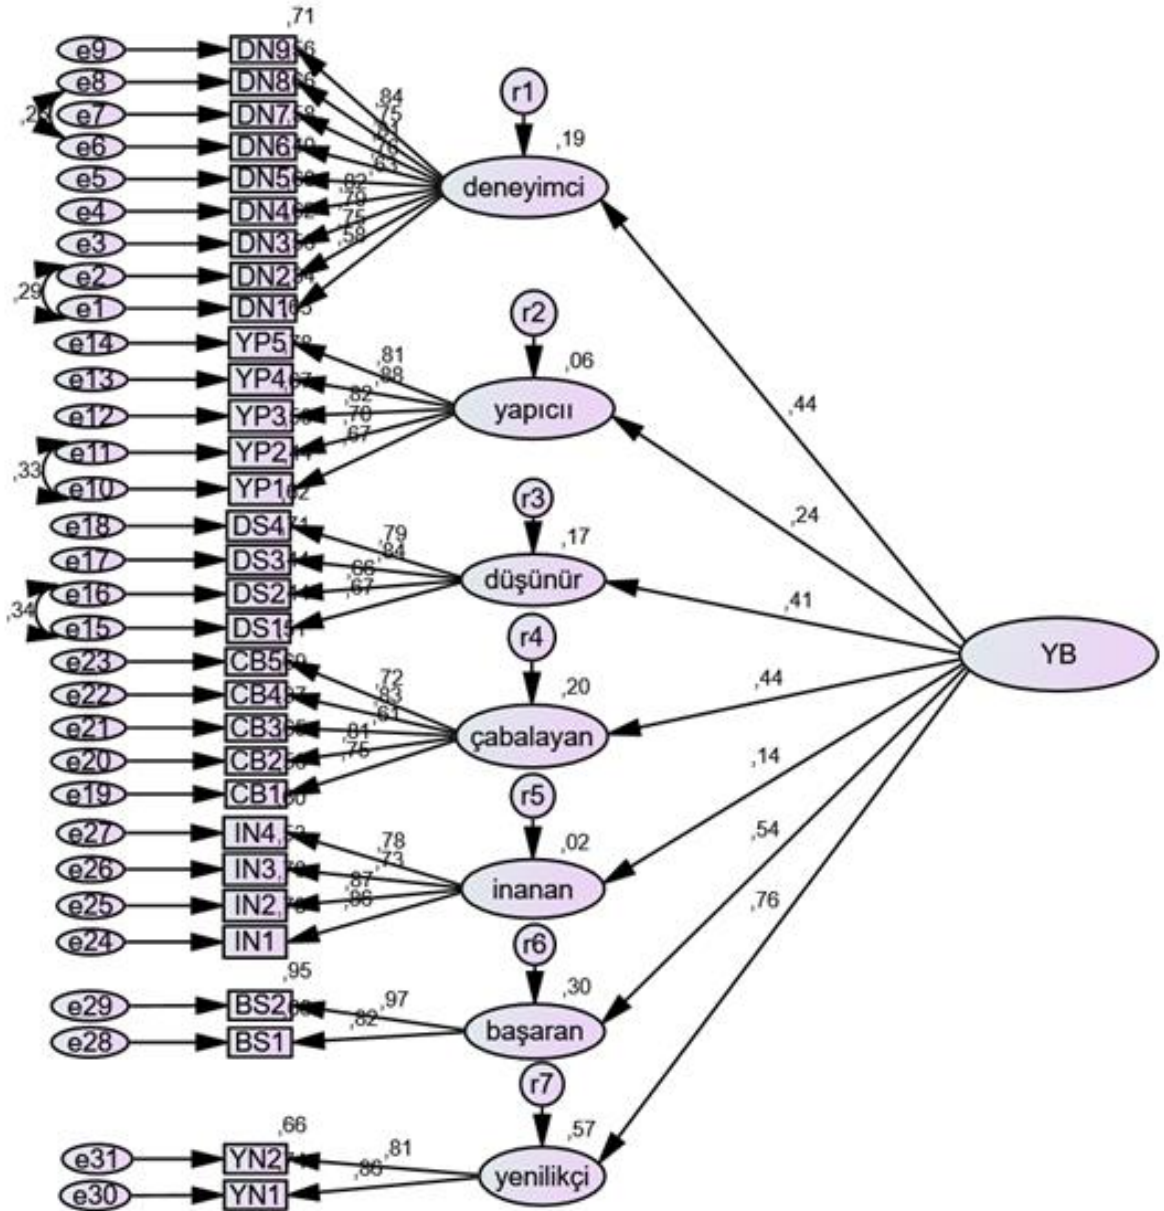 ,71
e9 DN9
e8 DN8
e7 DN7
e6 DN6
e5 DN5
e4 DN4
e3 DN3
e2 DN2
e1 DN1
,29
,84
,75
,63
,82
,79
,75
,58
r1
,19
deneyimci
e14 YP5
e13 YP4
e12 YP3
e11 YP2
e10 YP1
,33
,81
,88
,82
,70
,67
r2
,06
yapıcıı
e18 DS4
e17 DS3
e16 DS2
e15 DS1
,34
,79
,84
,66
,67
r3
,17
düşünür
e23 CB5
e22 CB4
e21 CB3
e20 CB2
e19 CB1
,72
,83
,61
,81
,75
r4
,20
çabalayan
e27 IN4
e26 IN3
e25 IN2
e24 IN1
,78
,73
,87
,86
r5
,02
inanan
,95
e29 BS2
e28 BS1
,97
,82
r6
,30
başaran
,66
e31 YN2
e30 YN1
,81
,86
r7
,57
yenilikçi
,44
,24
,41
,44
,14
,54
,76
YB